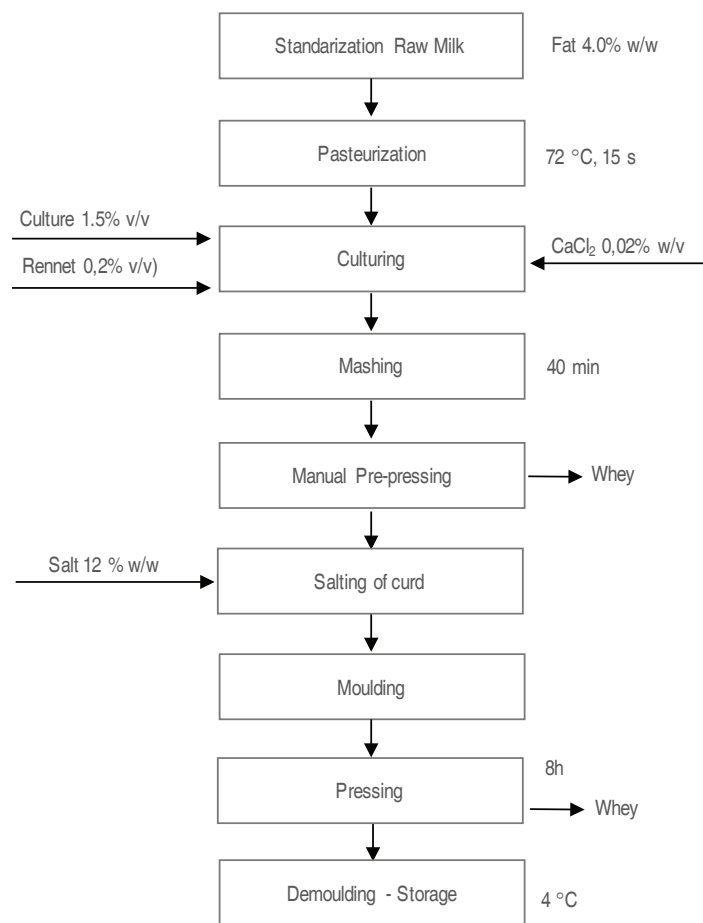 Standarization Raw Milk
Fat 4.0% w/w
Pasteurization
72 °C, 15 s
Culture 1.5% v/v
Rennet 0,2% v/v)
Culturing
CaCl₂ 0,02% w/v
Mashing
40 min
Manual Pre-pressing
Whey
Salt 12 % w/w
Salting of curd
Moulding
8h
Pressing
Whey
Demoulding - Storage
4 °C